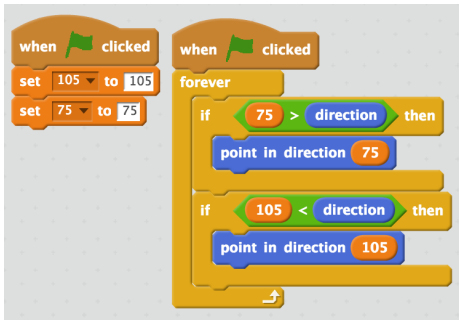 when clicked
set 105 to 105
set 75 to 75
when clicked
forever
if 75 > direction then
point in direction 75
if 105 < direction then
point in direction 105